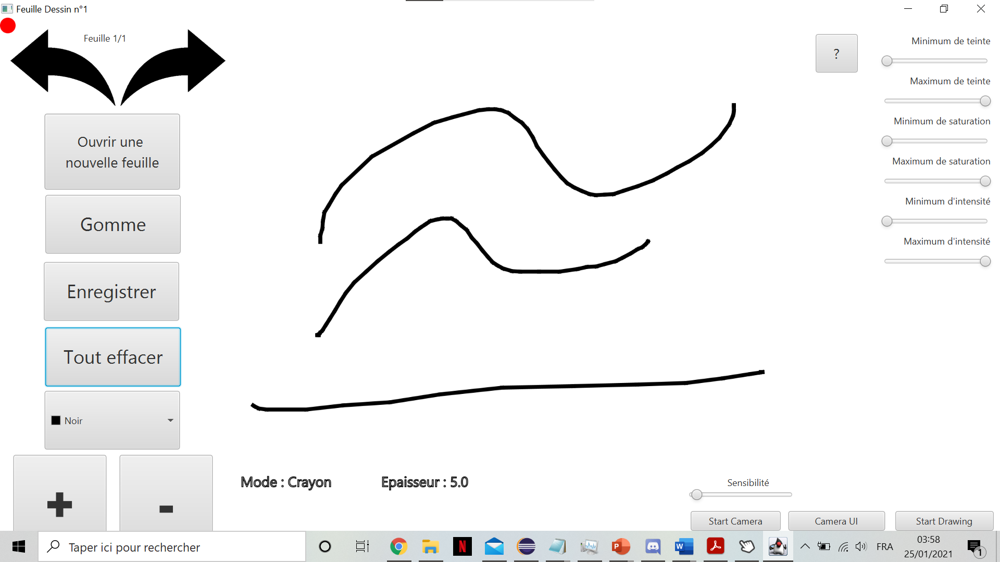 Feuille Dessin n°1
Feuille 1/1
?
Minimum de teinte
Maximum de teinte
Minimum de saturation
Maximum de saturation
Minimum d'intensité
Maximum d'intensité
Ouvrir une
nouvelle feuille
Gomme
Enregistrer
Tout effacer
Noir
+
-
Mode : Crayon
Epaisseur : 5.0
Sensibilité
Start Camera
Camera UI
Start Drawing
Taper ici pour rechercher
N
P
W
FRA
03:58
25/01/2021
1